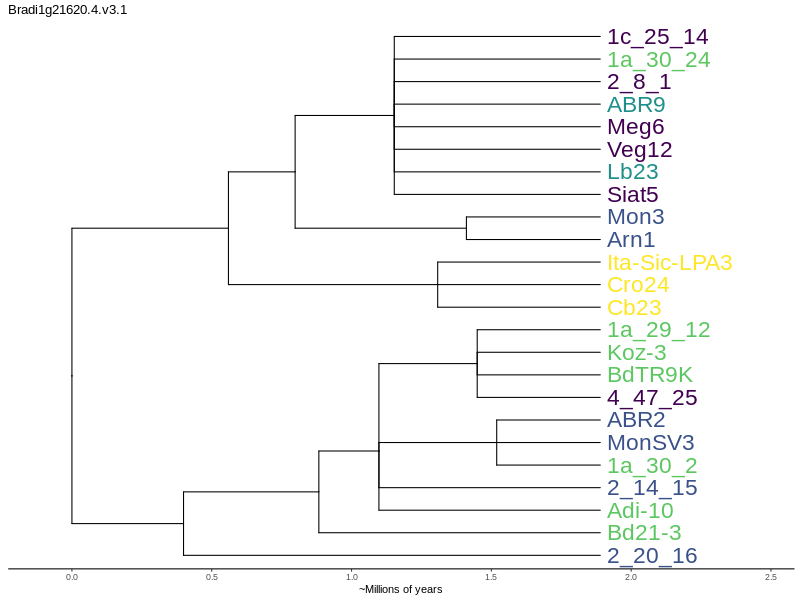 Bradi1g21620.4.v3.1
1c_25_14
1a_30_24
2_8_1
ABR9
Meg6
Veg12
Lb23
Siat5
Mon3
Arn1
Ita-Sic-LPA3
Cro24
Cb23
1a_29_12
Koz-3
BdTR9K
4_47_25
ABR2
MonSV3
1a_30_2
2_14_15
Adi-10
Bd21-3
2_20_16
0.0 0.5 1.0 1.5 2.0 2.5
~Millions of years